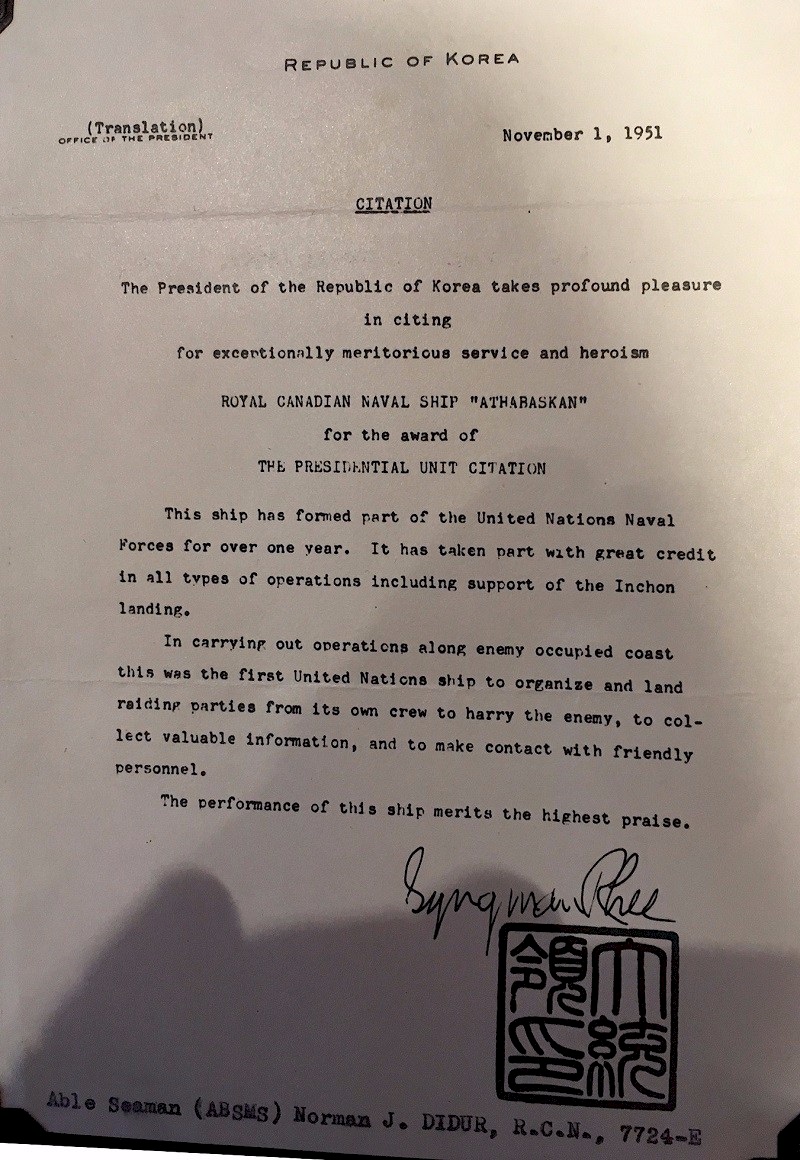 REPUBLIC OF KOREA
(Translation)
OFFICE OF THE PRESIDENT
November 1, 1951
CITATION
The President of the Republic of Korea takes profound pleasure
in citing
for exceptionally meritorious service and heroism
ROYAL CANADIAN NAVAL SHIP "ATHABASKAN"
for the award of
THE PRESIDENTIAL UNIT CITATION
This ship has formed part of the United Nations Naval
Forces for over one year. It has taken part with great credit
in all types of operations including support of the Inchon
landing.
In carrying out operations along enemy occupied coast
this was the first United Nations ship to organize and land
raiding parties from its own crew to harry the enemy, to col-
lect valuable information, and to make contact with friendly
personnel.
The performance of this ship merits the highest praise.
Syngman Rhee
大統
領印
Able Seaman (ABSMS) Norman J. DIDUR, R.C.N., 7724-E